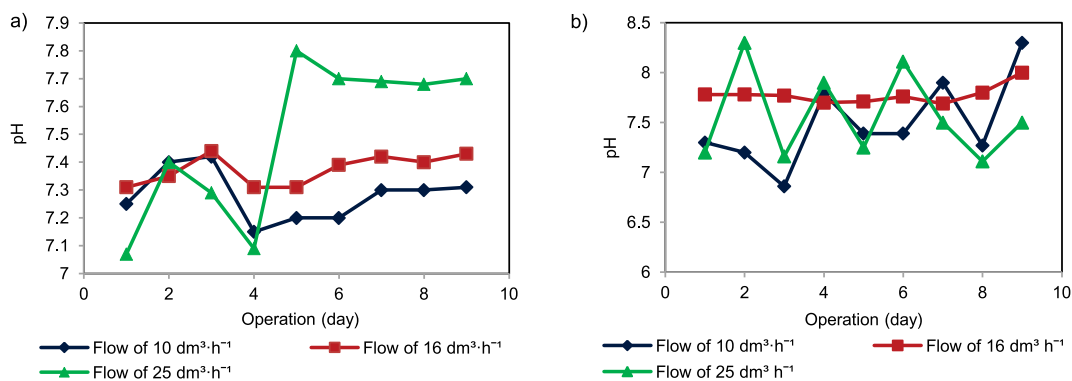 a)
pH
7.9
7.8
7.7
7.6
7.5
7.4
7.3
7.2
7.1
7
0 2 4 6 8 10
Operation (day)
Flow of 10 dm³·h⁻¹ Flow of 16 dm³·h⁻¹
Flow of 25 dm³·h⁻¹
b)
pH
8.5
8
7.5
7
6.5
6
0 2 4 6 8 10
Operation (day)
Flow of 10 dm³·h⁻¹ Flow of 16 dm³ h⁻¹
Flow of 25 dm³ h⁻¹